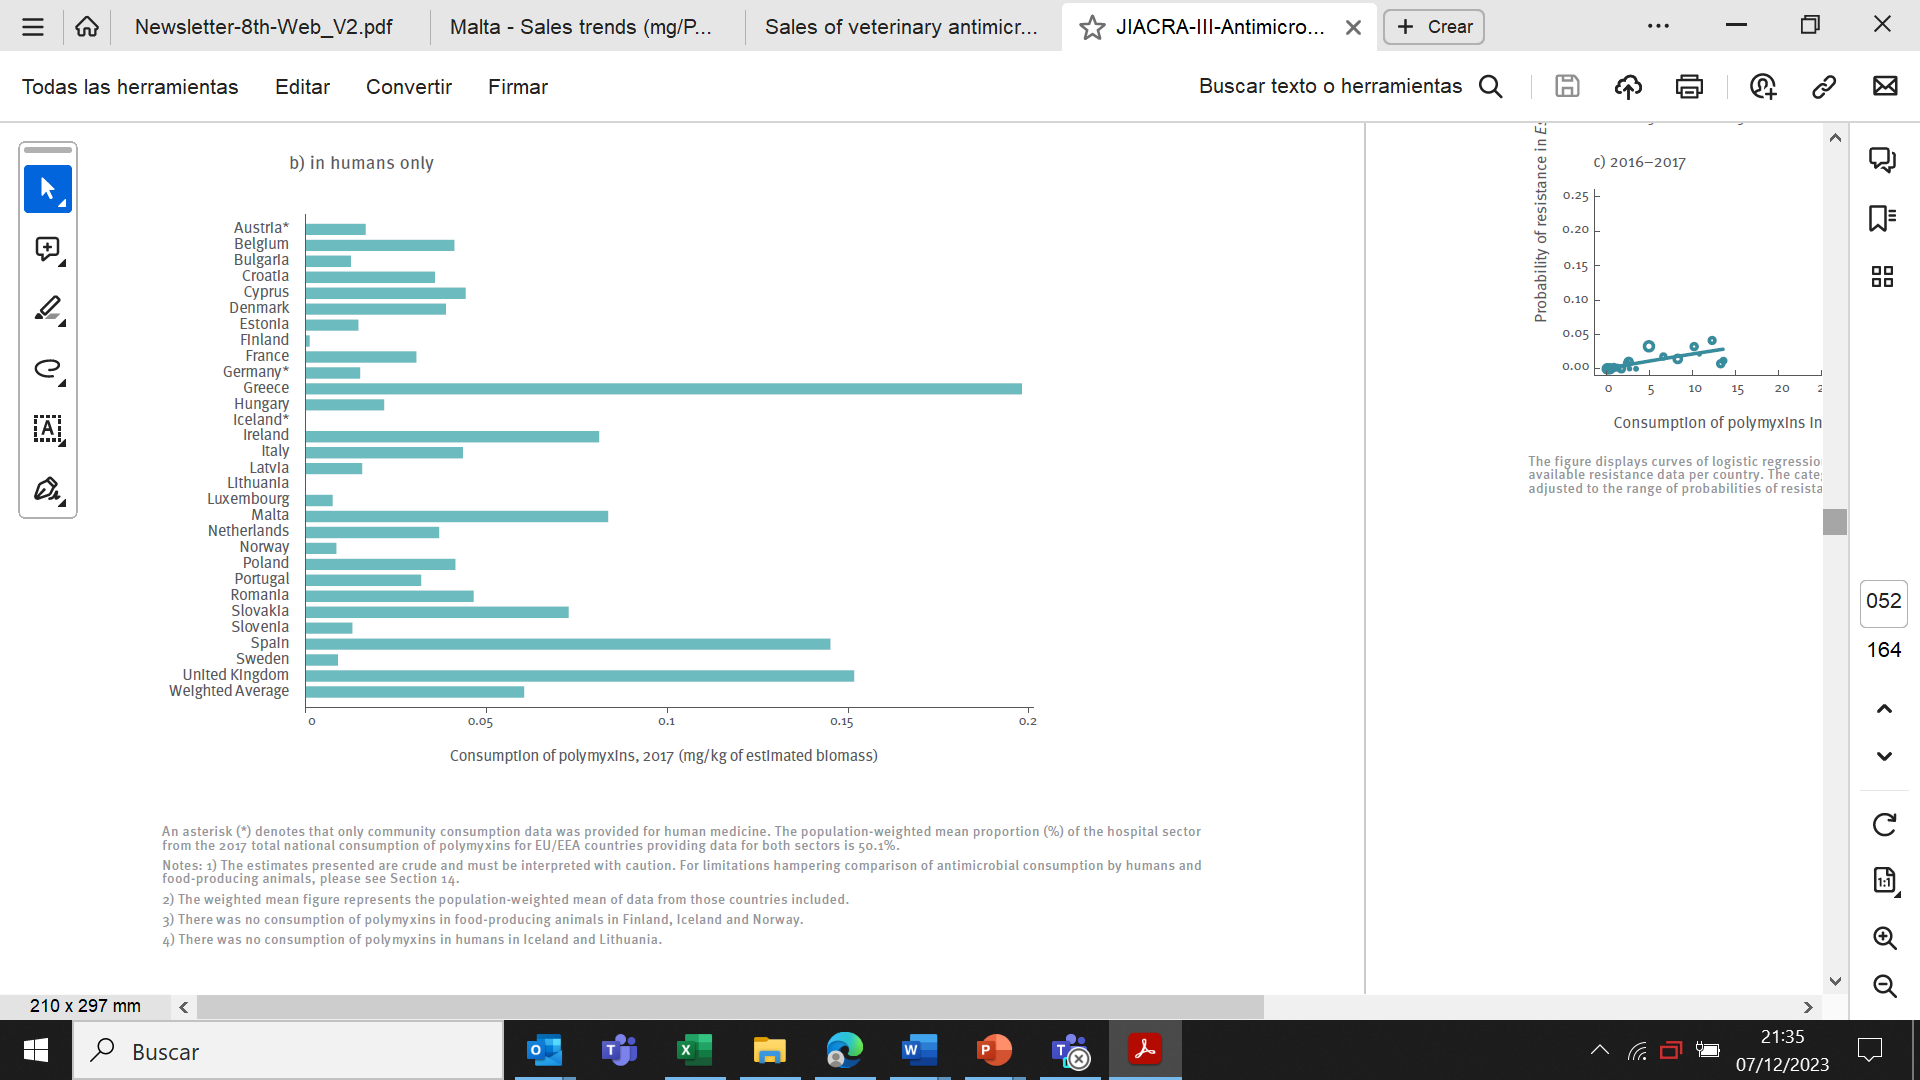 Newsletter-8th-Web_V2.pdf
Malta - Sales trends (mg/P...
Sales of veterinary antimicr...
JIACRA-III-Antimicro...
Crear
Todas las herramientas
Editar
Convertir
Firmar
Buscar texto o herramientas
b) in humans only
Austria*
Belgium
Bulgaria
Croatia
Cyprus
Denmark
Estonia
Finland
France
Germany*
Greece
Hungary
Iceland*
Ireland
Italy
Latvia
Lithuania
Luxembourg
Malta
Netherlands
Norway
Poland
Portugal
Romania
Slovakia
Slovenia
Spain
Sweden
United Kingdom
Weighted Average
0 0.05 0.1 0.15 0.2
Consumption of polymyxins, 2017 (mg/kg of estimated biomass)
An asterisk (*) denotes that only community consumption data was provided for human medicine. The population-weighted mean proportion (%) of the hospital sector
from the 2017 total national consumption of polymyxins for EU/EEA countries providing data for both sectors is 50.1%.
Notes: 1) The estimates presented are crude and must be interpreted with caution. For limitations hampering comparison of antimicrobial consumption by humans and
food-producing animals, please see Section 14.
2) The weighted mean figure represents the population-weighted mean of data from those countries included.
3) There was no consumption of polymyxins in food-producing animals in Finland, Iceland and Norway.
4) There was no consumption of polymyxins in humans in Iceland and Lithuania.
Probability of resistance in Es
c) 2016–2017
0.25
0.20
0.15
0.10
0.05
0.00
0 5 10 15 20 2
Consumption of polymyxins in
The figure displays curves of logistic regressio
available resistance data per country. The cate
adjusted to the range of probabilities of resista
052
164
1:1
210 x 297 mm
Buscar
21:35
07/12/2023